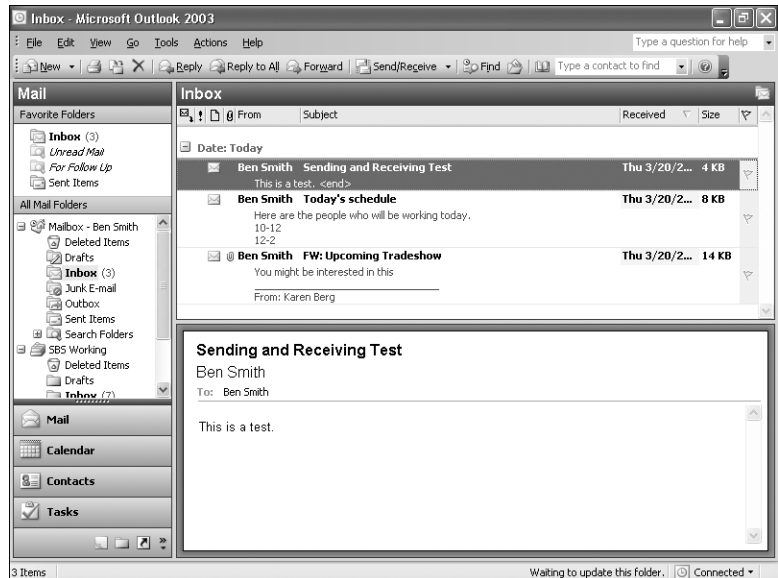 Inbox - Microsoft Outlook 2003
File Edit View Go Tools Actions Help Type a question for help
New Reply Reply to All Forward Send/Receive Find Type a contact to find
Mail
Favorite Folders
Inbox (3)
Unread Mail
For Follow Up
Sent Items
All Mail Folders
Mailbox - Ben Smith
Deleted Items
Drafts
Inbox (3)
Junk E-mail
Outbox
Sent Items
Search Folders
SBS Working
Deleted Items
Drafts
Inbox (7)
Mail
Calendar
Contacts
Tasks
Inbox
From Subject Received Size
Date: Today
Ben Smith Sending and Receiving Test Thu 3/20/2... 4 KB
This is a test. <end>
Ben Smith Today's schedule Thu 3/20/2... 8 KB
Here are the people who will be working today.
10-12
12-2
Ben Smith FW: Upcoming Tradeshow Thu 3/20/2... 14 KB
You might be interested in this
From: Karen Berg
Sending and Receiving Test
Ben Smith
To: Ben Smith
This is a test.
3 Items Waiting to update this folder. Connected